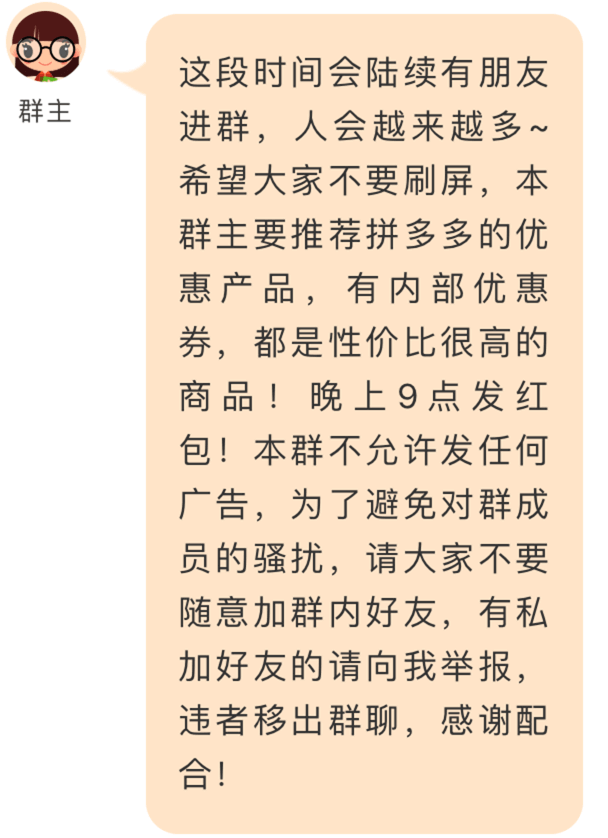 群主
这段时间会陆续有朋友
进群，人会越来越多~
希望大家不要刷屏，本
群主要推荐拼多多的优
惠产品，有内部优惠
券，都是性价比很高的
商品！晚上9点发红
包！本群不允许发任何
广告，为了避免对群成
员的骚扰，请大家不要
随意加群内好友，有私
加好友的请向我举报，
违者移出群聊，感谢配
合！